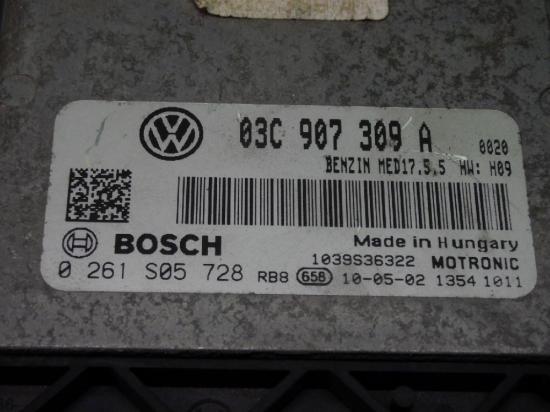 VW 03C 907 309 A 0020
BENZIN MED17.5.5 HW: H09
Made in Hungary
BOSCH 1039S36322 MOTRONIC
0 261 S05 728 RB8 658 10-05-02 1354 1011